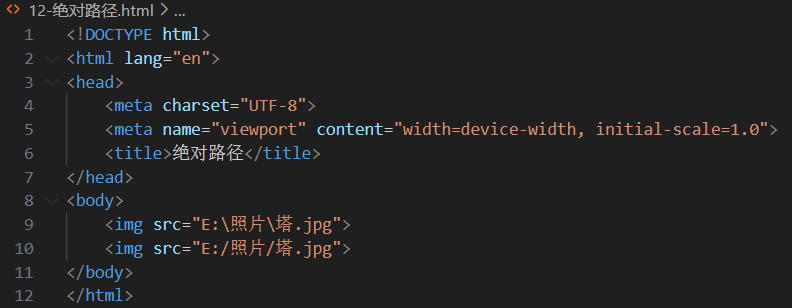 12-绝对路径.html > ...
1 <!DOCTYPE html>
2 <html lang="en">
3 <head>
4 <meta charset="UTF-8">
5 <meta name="viewport" content="width=device-width, initial-scale=1.0">
6 <title>绝对路径</title>
7 </head>
8 <body>
9 <img src="E:\照片\塔.jpg">
10 <img src="E:/照片/塔.jpg">
11 </body>
12 </html>